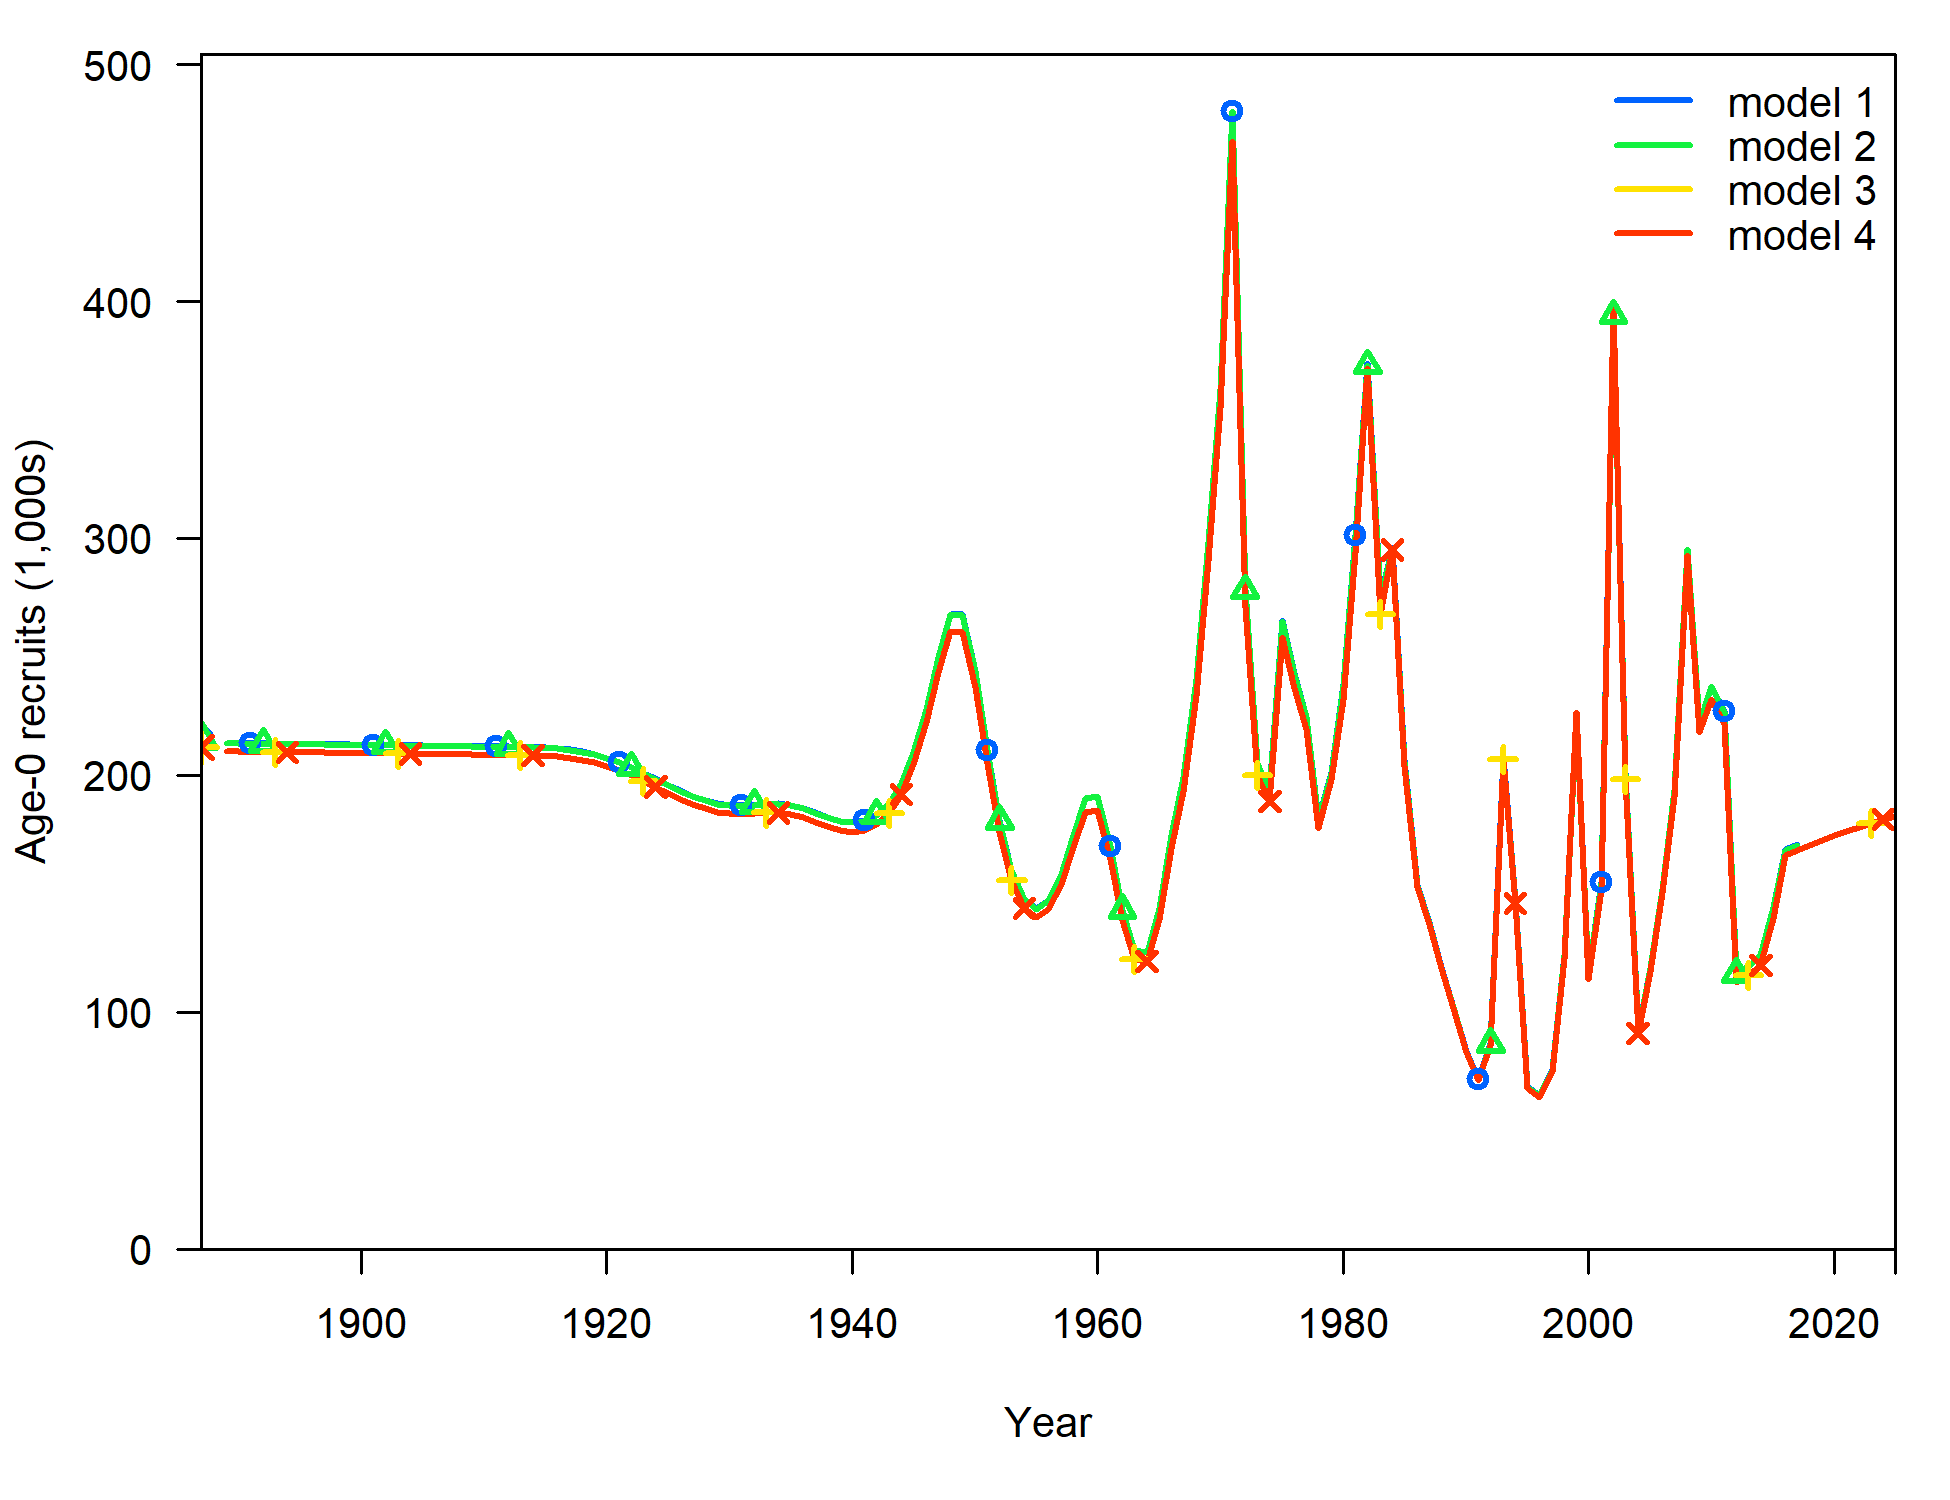 500
400
300
200
100
0
Age-0 recruits (1,000s)
model 1
model 2
model 3
model 4
1900 1920 1940 1960 1980 2000 2020
Year